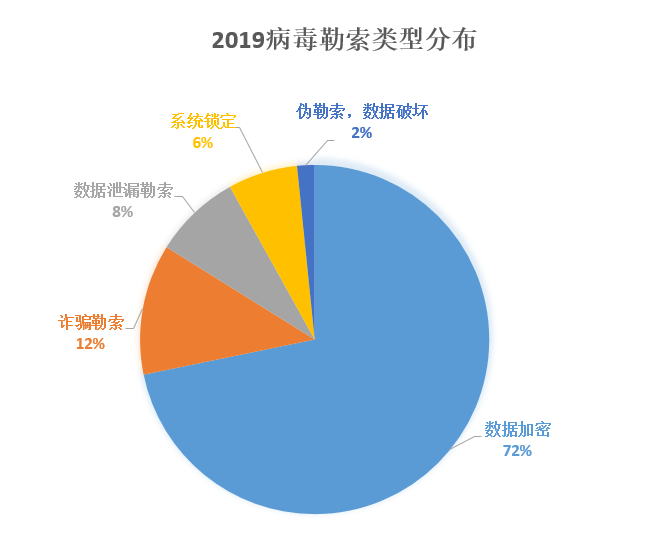 2019病毒勒索类型分布
伪勒索，数据破坏
2%
系统锁定
6%
数据泄漏勒索
8%
诈骗勒索
12%
数据加密
72%